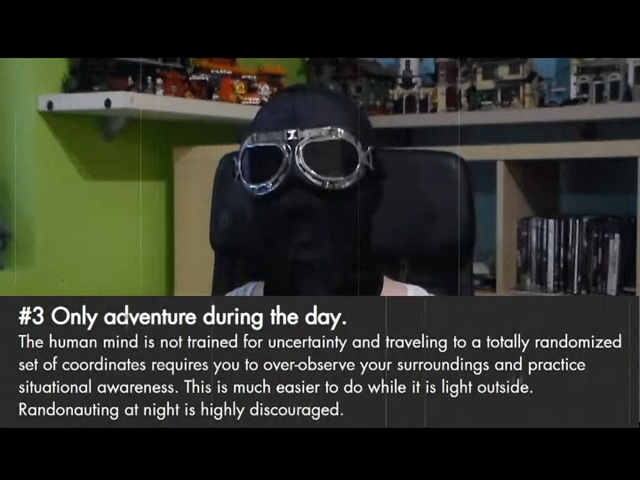 #3 Only adventure during the day.
The human mind is not trained for uncertainty and traveling to a totally randomized
set of coordinates requires you to over-observe your surroundings and practice
situational awareness. This is much easier to do while it is light outside.
Randonauting at night is highly discouraged.